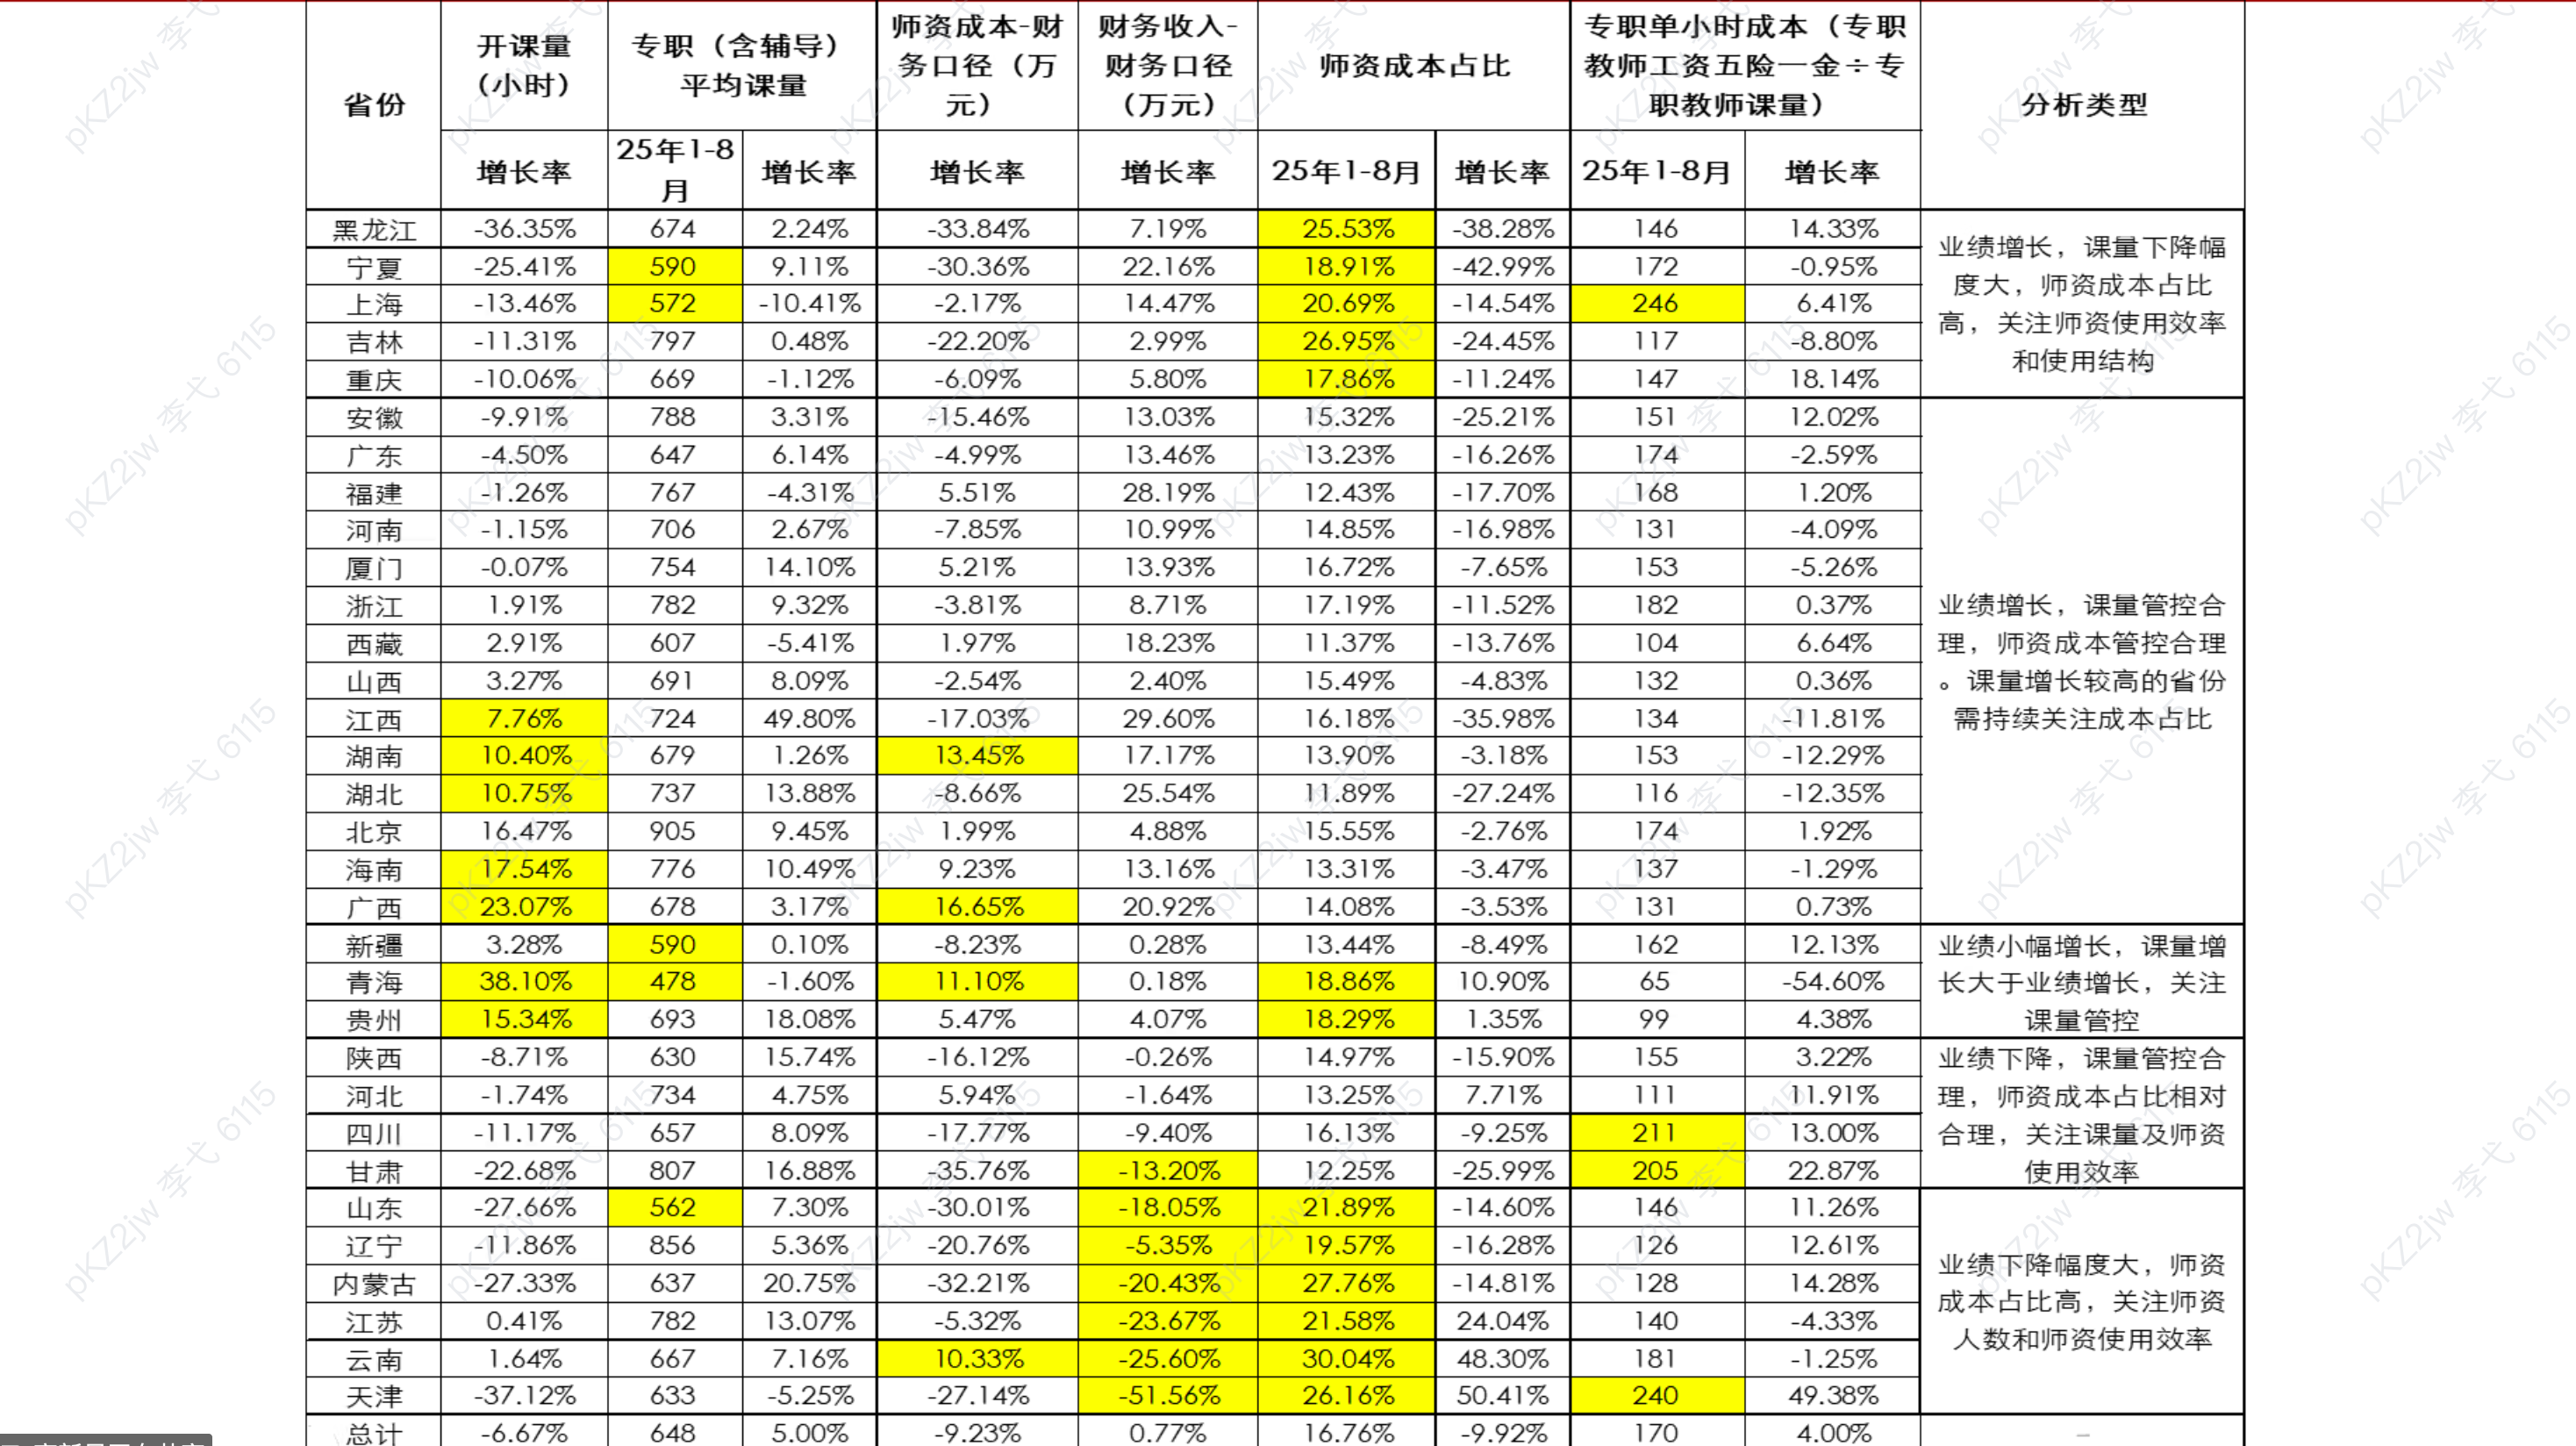 省份 开课量（小时） 专职（含辅导）平均课量 师资成本-财务口径（万元） 财务收入-财务口径（万元） 师资成本占比 专职单小时成本（专职教师工资五险一金÷专职教师课量） 分析类型
增长率 25年1-8月 增长率 增长率 增长率 25年1-8月 增长率 25年1-8月 增长率
黑龙江 -36.35% 674 2.24% -33.84% 7.19% 25.53% -38.28% 146 14.33%
宁夏 -25.41% 590 9.11% -30.36% 22.16% 18.91% -42.99% 172 -0.95%
上海 -13.46% 572 -10.41% -2.17% 14.47% 20.69% -14.54% 246 6.41%
吉林 -11.31% 797 0.48% -22.20% 2.99% 26.95% -24.45% 117 -8.80%
重庆 -10.06% 669 -1.12% -6.09% 5.80% 17.86% -11.24% 147 18.14%
业绩增长，课量下降幅
度大，师资成本占比
高，关注师资使用效率
和使用结构
安徽 -9.91% 788 3.31% -15.46% 13.03% 15.32% -25.21% 151 12.02%
广东 -4.50% 647 6.14% -4.99% 13.46% 13.23% -16.26% 174 -2.59%
福建 -1.26% 767 -4.31% 5.51% 28.19% 12.43% -17.70% 168 1.20%
河南 -1.15% 706 2.67% -7.85% 10.99% 14.85% -16.98% 131 -4.09%
厦门 -0.07% 754 14.10% 5.21% 13.93% 16.72% -7.65% 153 -5.26%
浙江 1.91% 782 9.32% -3.81% 8.71% 17.19% -11.52% 182 0.37%
西藏 2.91% 607 -5.41% 1.97% 18.23% 11.37% -13.76% 104 6.64%
山西 3.27% 691 8.09% -2.54% 2.40% 15.49% -4.83% 132 0.36%
江西 7.76% 724 49.80% -17.03% 29.60% 16.18% -35.98% 134 -11.81%
湖南 10.40% 679 1.26% 13.45% 17.17% 13.90% -3.18% 153 -12.29%
湖北 10.75% 737 13.88% -8.66% 25.54% 11.89% -27.24% 116 -12.35%
北京 16.47% 905 9.45% 1.99% 4.88% 15.55% -2.76% 174 1.92%
海南 17.54% 776 10.49% 9.23% 13.16% 13.31% -3.47% 137 -1.29%
广西 23.07% 678 3.17% 16.65% 20.92% 14.08% -3.53% 131 0.73%
业绩增长，课量管控合
理，师资成本管控合理
。课量增长较高的省份
需持续关注成本占比
新疆 3.28% 590 0.10% -8.23% 0.28% 13.44% -8.49% 162 12.13%
青海 38.10% 478 -1.60% 11.10% 0.18% 18.86% 10.90% 65 -54.60%
贵州 15.34% 693 18.08% 5.47% 4.07% 18.29% 1.35% 99 4.38%
业绩小幅增长，课量增
长大于业绩增长，关注
课量管控
陕西 -8.71% 630 15.74% -16.12% -0.26% 14.97% -15.90% 155 3.22%
河北 -1.74% 734 4.75% 5.94% -1.64% 13.25% 7.71% 111 11.91%
四川 -11.17% 657 8.09% -17.77% -9.40% 16.13% -9.25% 211 13.00%
甘肃 -22.68% 807 16.88% -35.76% -13.20% 12.25% -25.99% 205 22.87%
业绩下降，课量管控合
理，师资成本占比相对
合理，关注课量及师资
使用效率
山东 -27.66% 562 7.30% -30.01% -18.05% 21.89% -14.60% 146 11.26%
辽宁 -11.86% 856 5.36% -20.76% -5.35% 19.57% -16.28% 126 12.61%
内蒙古 -27.33% 637 20.75% -32.21% -20.43% 27.76% -14.81% 128 14.28%
江苏 0.41% 782 13.07% -5.32% -23.67% 21.58% 24.04% 140 -4.33%
云南 1.64% 667 7.16% 10.33% -25.60% 30.04% 48.30% 181 -1.25%
天津 -37.12% 633 -5.25% -27.14% -51.56% 26.16% 50.41% 240 49.38%
业绩下降幅度大，师资
成本占比高，关注师资
人数和师资使用效率
总计 -6.67% 648 5.00% -9.23% 0.77% 16.76% -9.92% 170 4.00% –
pKZ2jw 李弋 6115